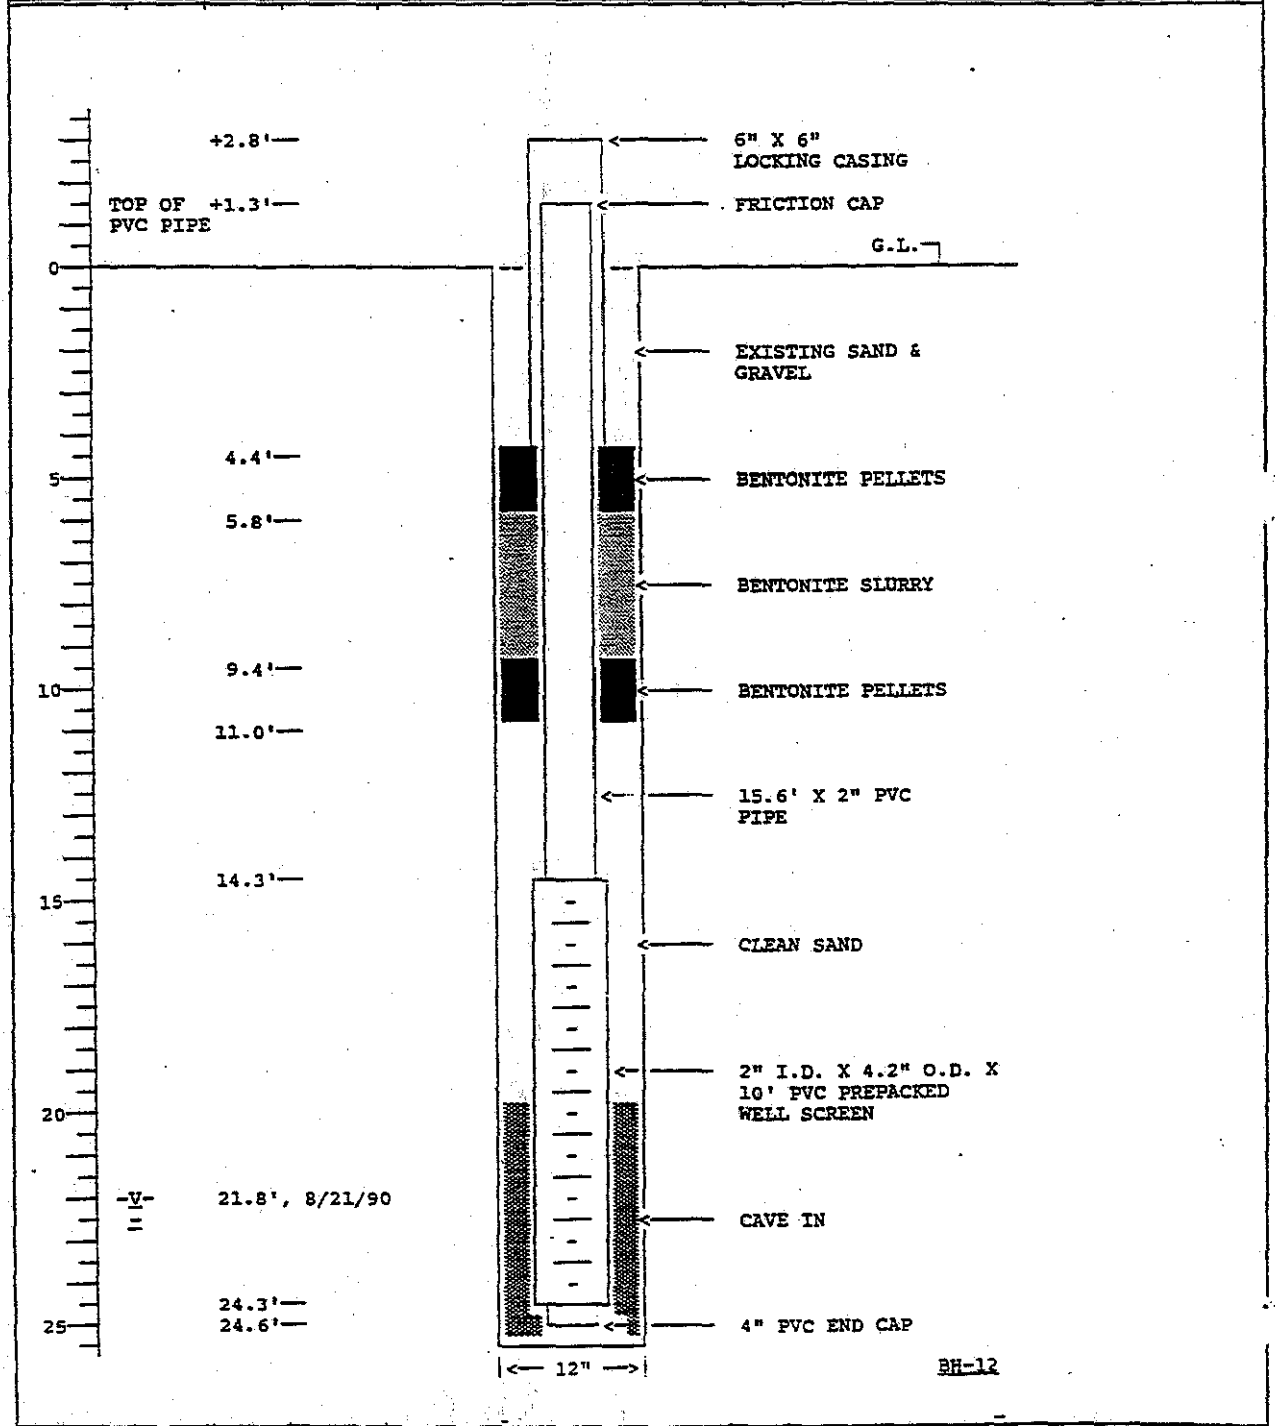 +2.8'
6" X 6"
LOCKING CASING
TOP OF +1.3'
PVC PIPE
FRICTION CAP
G.L.
0
EXISTING SAND &
GRAVEL
4.4'
5
BENTONITE PELLETS
5.8'
BENTONITE SLURRY
9.4'
10
BENTONITE PELLETS
11.0'
15.6' X 2" PVC
PIPE
14.3'
15
CLEAN SAND
2" I.D. X 4.2" O.D. X
10' PVC PREPACKED
WELL SCREEN
20
-V-
21.8', 8/21/90
CAVE IN
24.3'
24.6'
25
4" PVC END CAP
12"
BH-12